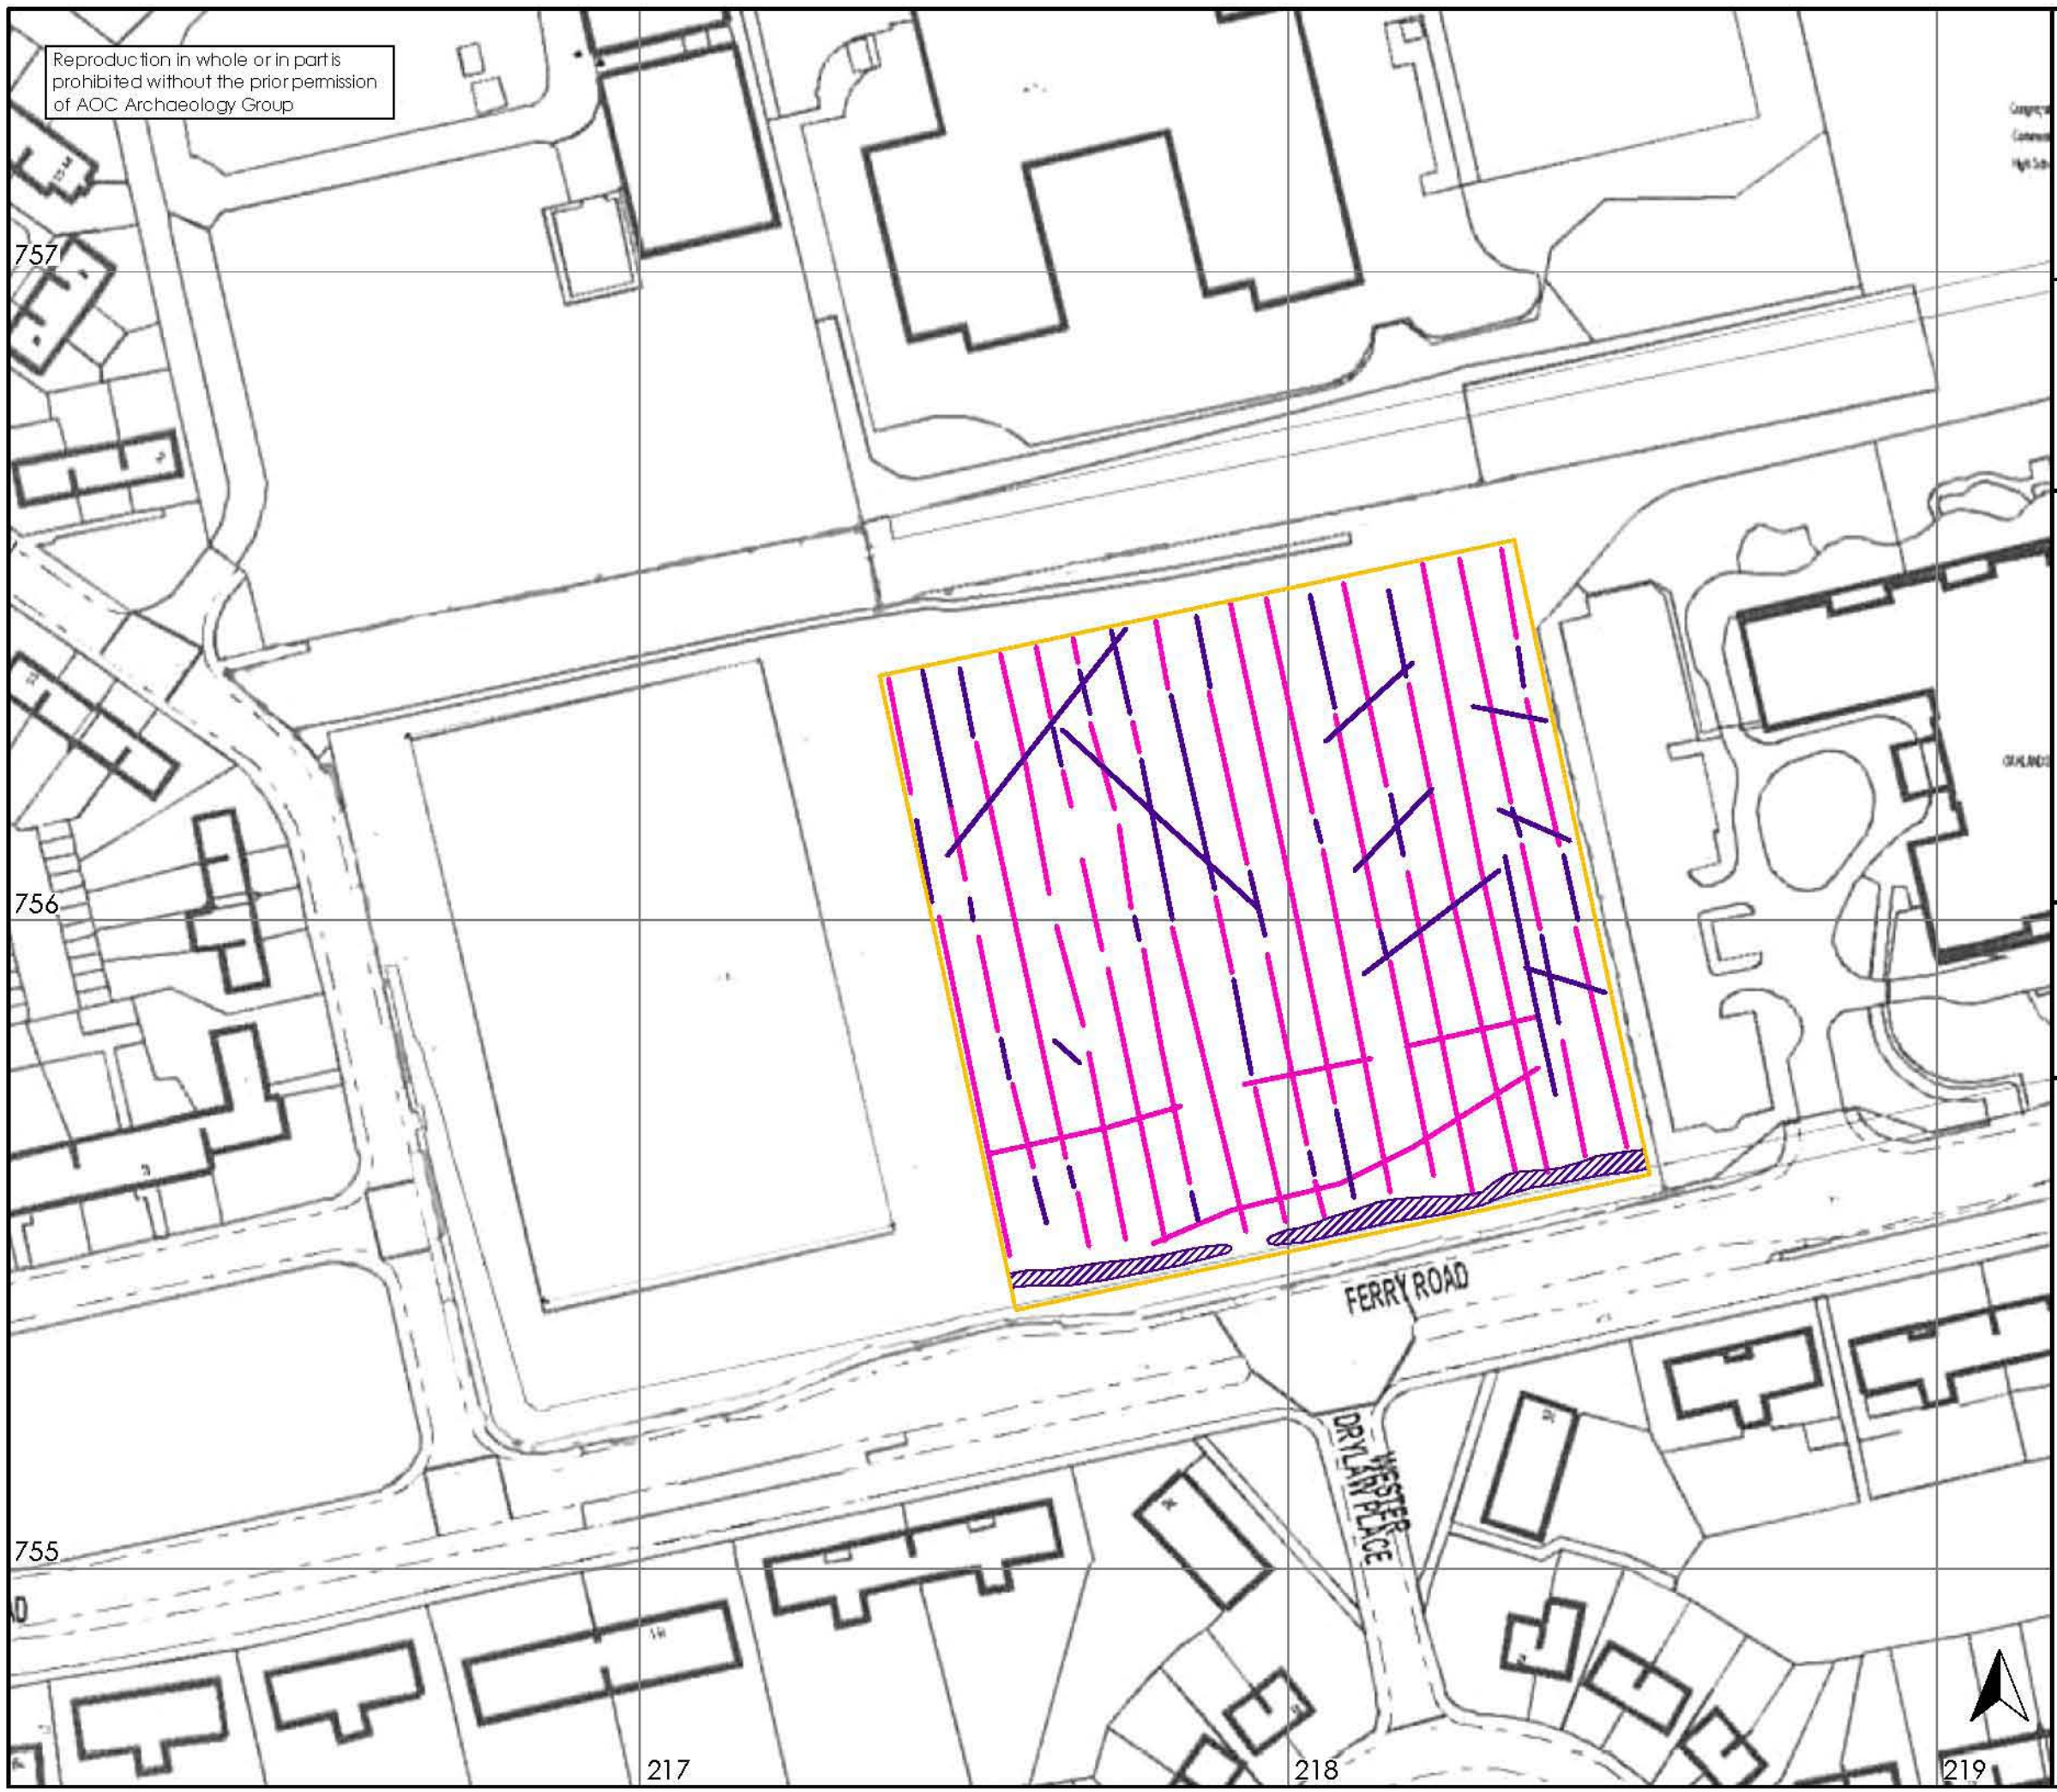 Reproduction in whole or in part is
prohibited without the prior permission
of AOC Archaeology Group
757
756
FERRY ROAD
WESTER
DRYLAW PLACE
755
217
218
219